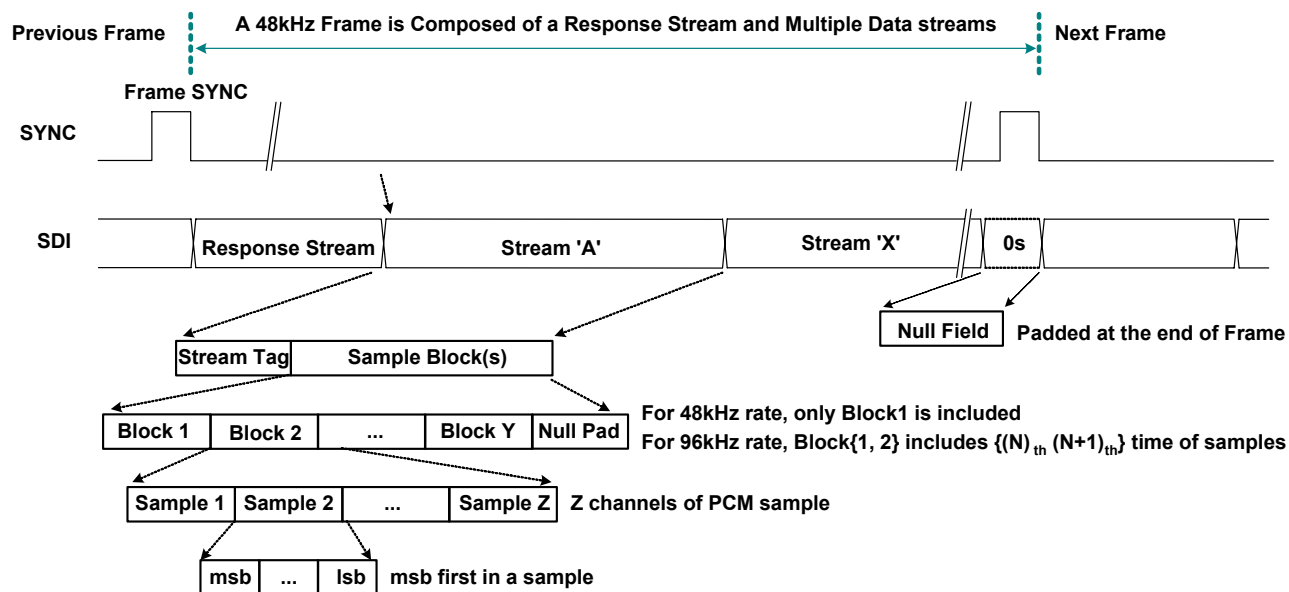 A 48kHz Frame is Composed of a Response Stream and Multiple Data streams
Previous Frame
Next Frame
Frame SYNC
SYNC
SDI
Response Stream
Stream 'A'
Stream 'X'
0s
Null Field
Padded at the end of Frame
Stream Tag
Sample Block(s)
Block 1
Block 2
...
Block Y
Null Pad
For 48kHz rate, only Block1 is included
For 96kHz rate, Block{1, 2} includes {(N)th (N+1)th} time of samples
Sample 1
Sample 2
...
Sample Z
Z channels of PCM sample
msb
...
lsb
msb first in a sample